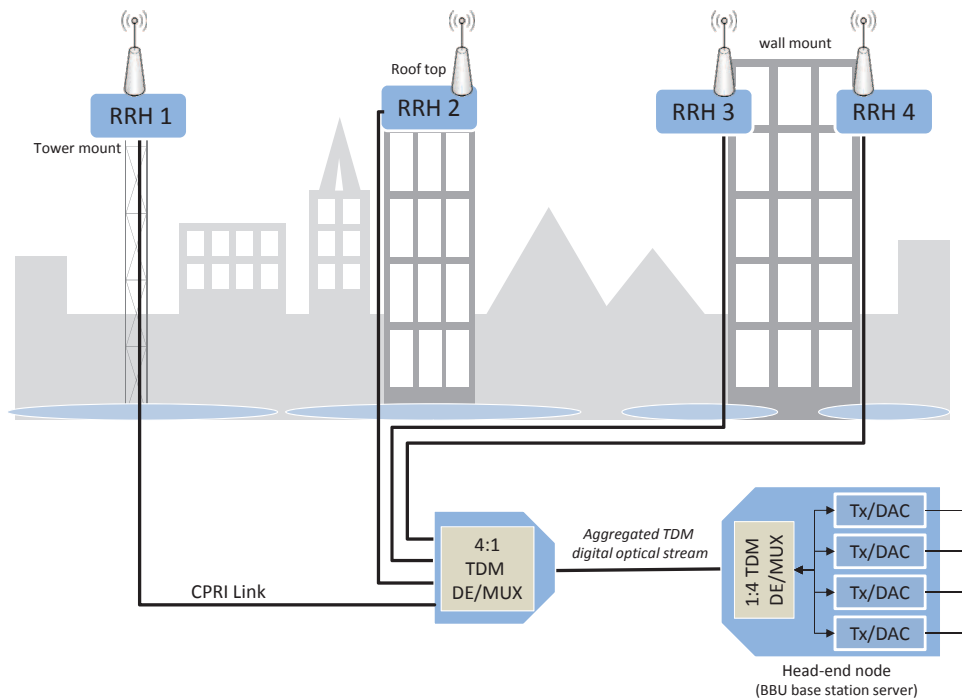 wall mount
Roof top
RRH 1
RRH 2
RRH 3
RRH 4
Tower mount
CPRI Link
4:1
TDM
DE/MUX
Aggregated TDM
digital optical stream
1:4 TDM
DE/MUX
Tx/DAC
Tx/DAC
Tx/DAC
Tx/DAC
Head-end node
(BBU base station server)